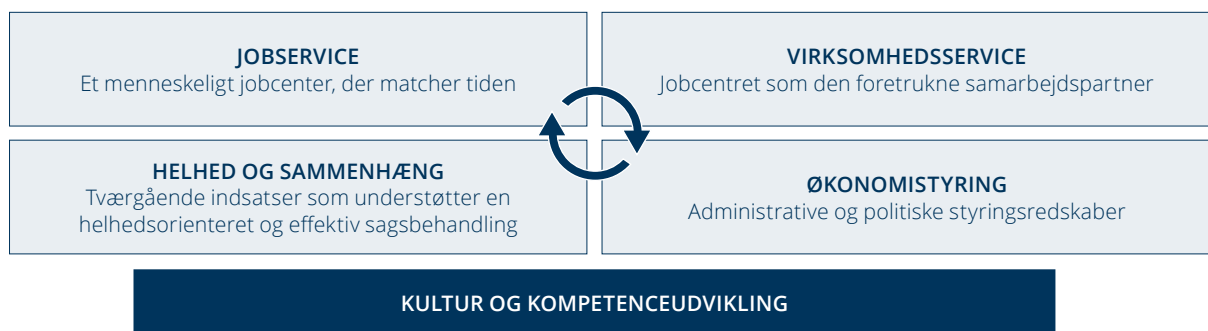 JOBSERVICE
Et menneskeligt jobcenter, der matcher tiden
VIRKSOMHEDSSERVICE
Jobcentret som den foretrukne samarbejdspartner
HELHED OG SAMMENHÆNG
Tværgående indsatser som understøtter en
helhedsorienteret og effektiv sagsbehandling
ØKONOMISTYRING
Administrative og politiske styringsredskaber
KULTUR OG KOMPETENCEUDVIKLING